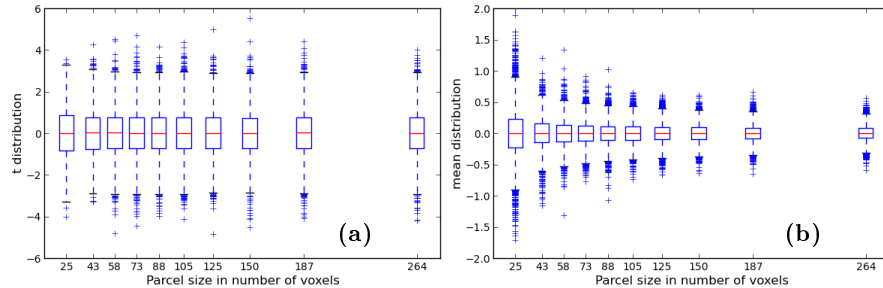 t distribution
6
4
2
0
−2
−4
−6
25 43 58 73 88 105 125 150 187 264
Parcel size in number of voxels
(a)
mean distribution
2.0
1.5
1.0
0.5
0.0
−0.5
−1.0
−1.5
−2.0
25 43 58 73 88 105 125 150 187 264
Parcel size in number of voxels
(b)